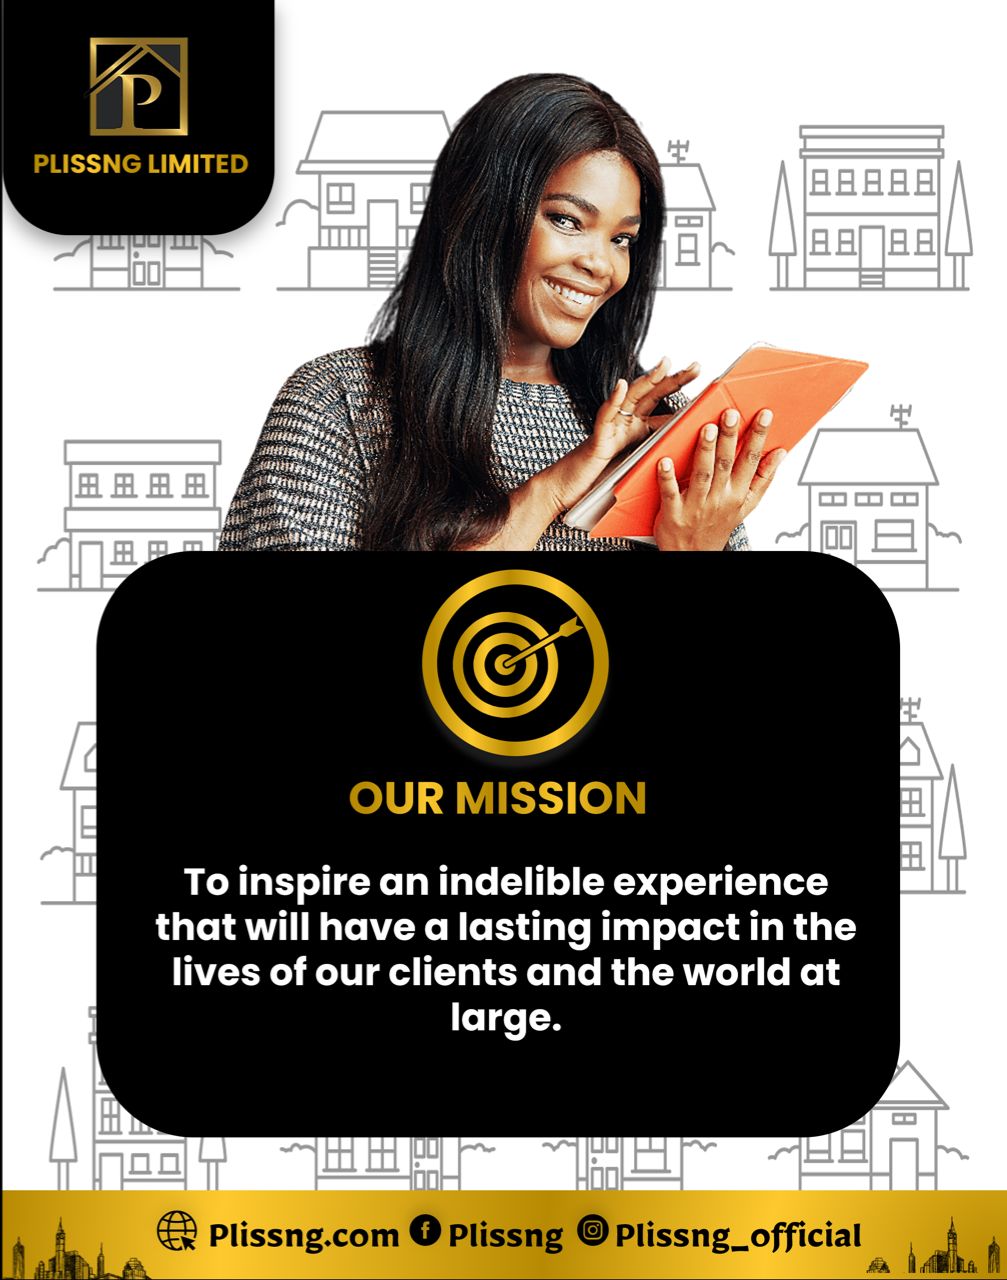 P
PLISSNG LIMITED
OUR MISSION
To inspire an indelible experience
that will have a lasting impact in the
lives of our clients and the world at
large.
Plissng.com f Plissng Plissng_official